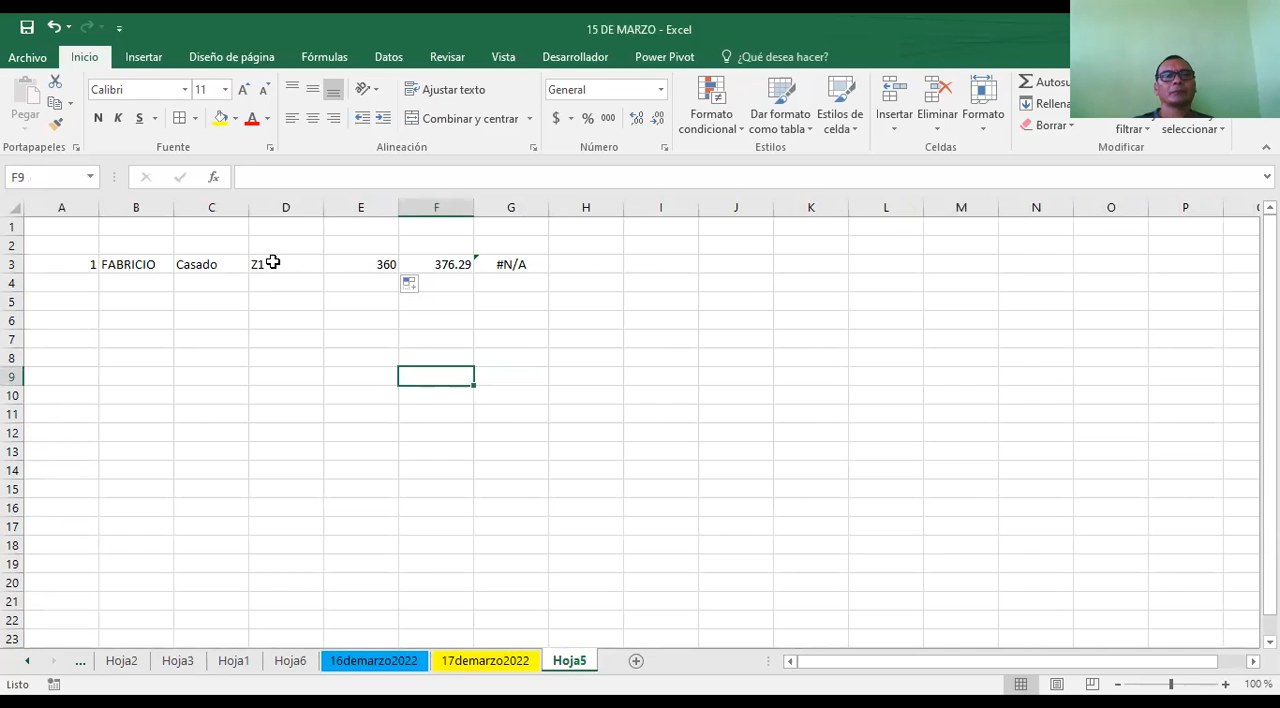 15 DE MARZO - Excel
Archivo Inicio Insertar Diseño de página Fórmulas Datos Revisar Vista Desarrollador Power Pivot ¿Qué desea hacer?
Pegar Calibri 11 Ajustar texto General Formato condicional Dar formato como tabla Estilos de celda Insertar Eliminar Formato
N K S Combinar y centrar $ % 000 Borrar filtrar seleccionar
Portapapeles Fuente Alineación Número Estilos Celdas Modificar
F9 fx
A B C D E F G H I J K L M N O P
1
2
3 1 FABRICIO Casado Z1 360 376.29 #N/A
4
5
6
7
8
9
10
11
12
13
14
15
16
17
18
19
20
21
22
23
... Hoja2 Hoja3 Hoja1 Hoja6 16demarzo2022 17demarzo2022 Hoja5
Listo 100 %